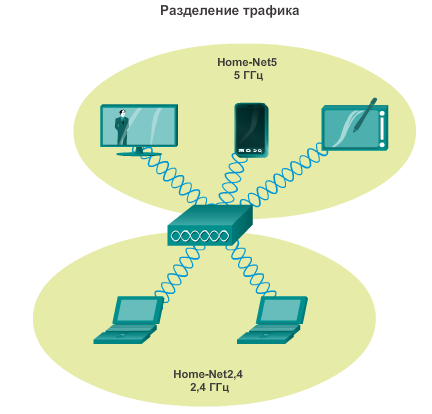 Разделение трафика
Home-Net5
5 ГГц
Home-Net2,4
2,4 ГГц